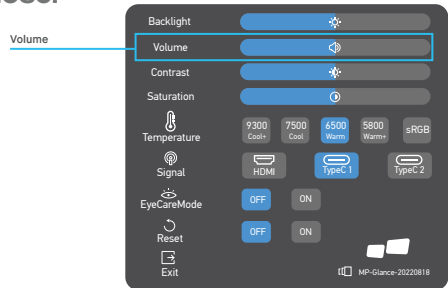 Backlight
Volume
Volume
Contrast
Saturation
Temperature
9300 Cool+
7500 Cool
6500 Warm
5800 Warm+
sRGB
Signal
HDMI
TypeC 1
TypeC 2
EyeCareMode
OFF
ON
Reset
OFF
ON
Exit
MP-Glance-20220818